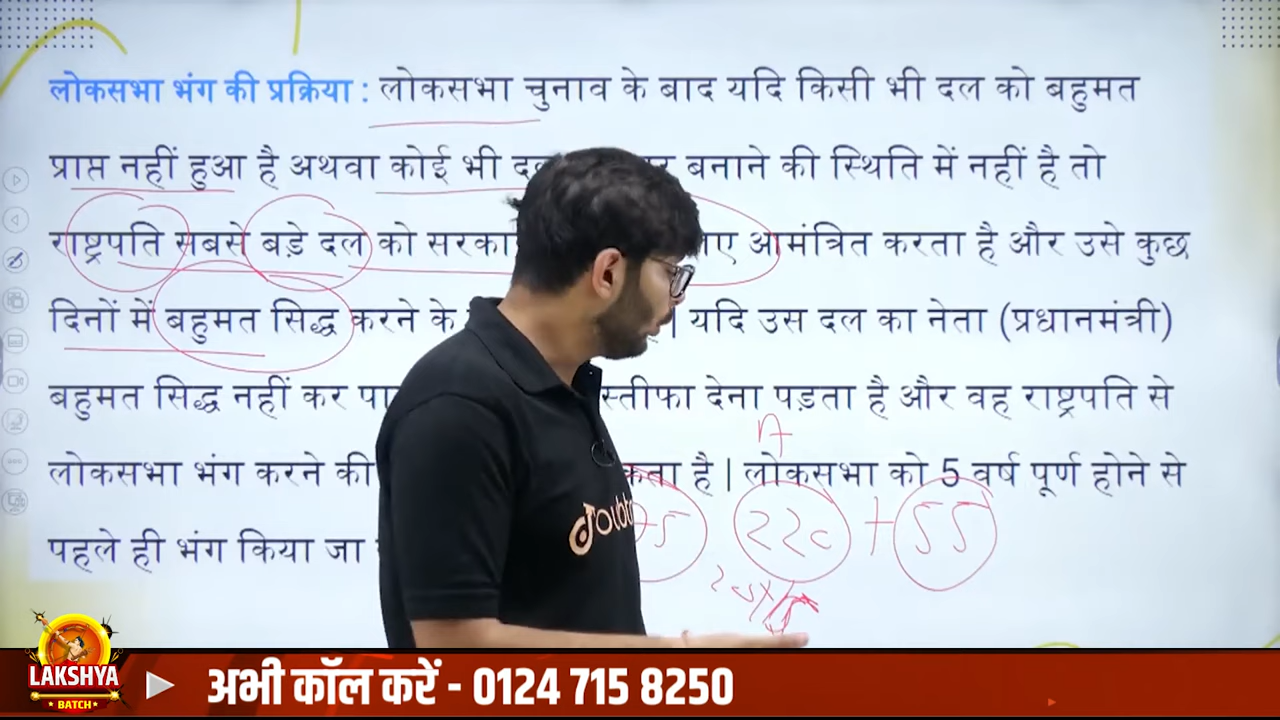 लोकसभा भंग की प्रक्रिया : लोकसभा चुनाव के बाद यदि किसी भी दल को बहुमत
प्राप्त नहीं हुआ है अथवा कोई भी बनाने की स्थिति में नहीं है तो
राष्ट्रपति सबसे बड़े दल को आमंत्रित करता है और उसे कुछ
दिनों में बहुमत सिद्ध करने के | यदि उस दल का नेता (प्रधानमंत्री)
बहुमत सिद्ध नहीं कर देना पड़ता है और वह राष्ट्रपति से
लोकसभा भंग करने की है | लोकसभा को 5 वर्ष पूर्ण होने से
पहले ही भंग किया जा
A
220 + 55
LAKSHYA
BATCH
अभी कॉल करें - 0124 715 8250